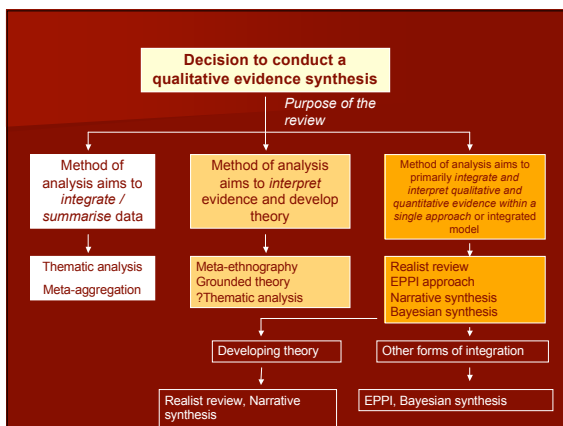 Decision to conduct a
qualitative evidence synthesis
Purpose of the
review
Method of
analysis aims to
integrate /
summarise data
Method of analysis
aims to interpret
evidence and develop
theory
Method of analysis aims to
primarily integrate and
interpret qualitative and
quantitative evidence within
a single approach or integrated
model
Thematic analysis
Meta-aggregation
Meta-ethnography
Grounded theory
?Thematic analysis
Realist review
EPPI approach
Narrative synthesis
Bayesian synthesis
Developing theory
Other forms of integration
Realist review, Narrative
synthesis
EPPI, Bayesian synthesis